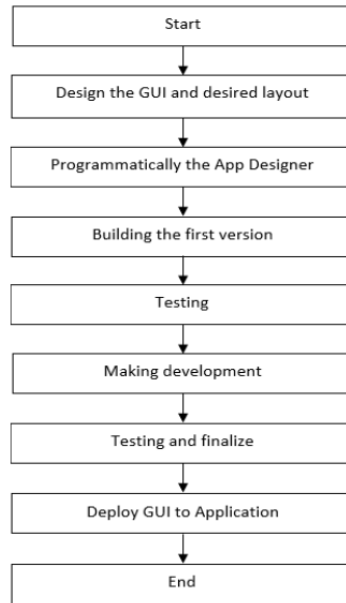 Start
Design the GUI and desired layout
Programmatically the App Designer
Building the first version
Testing
Making development
Testing and finalize
Deploy GUI to Application
End